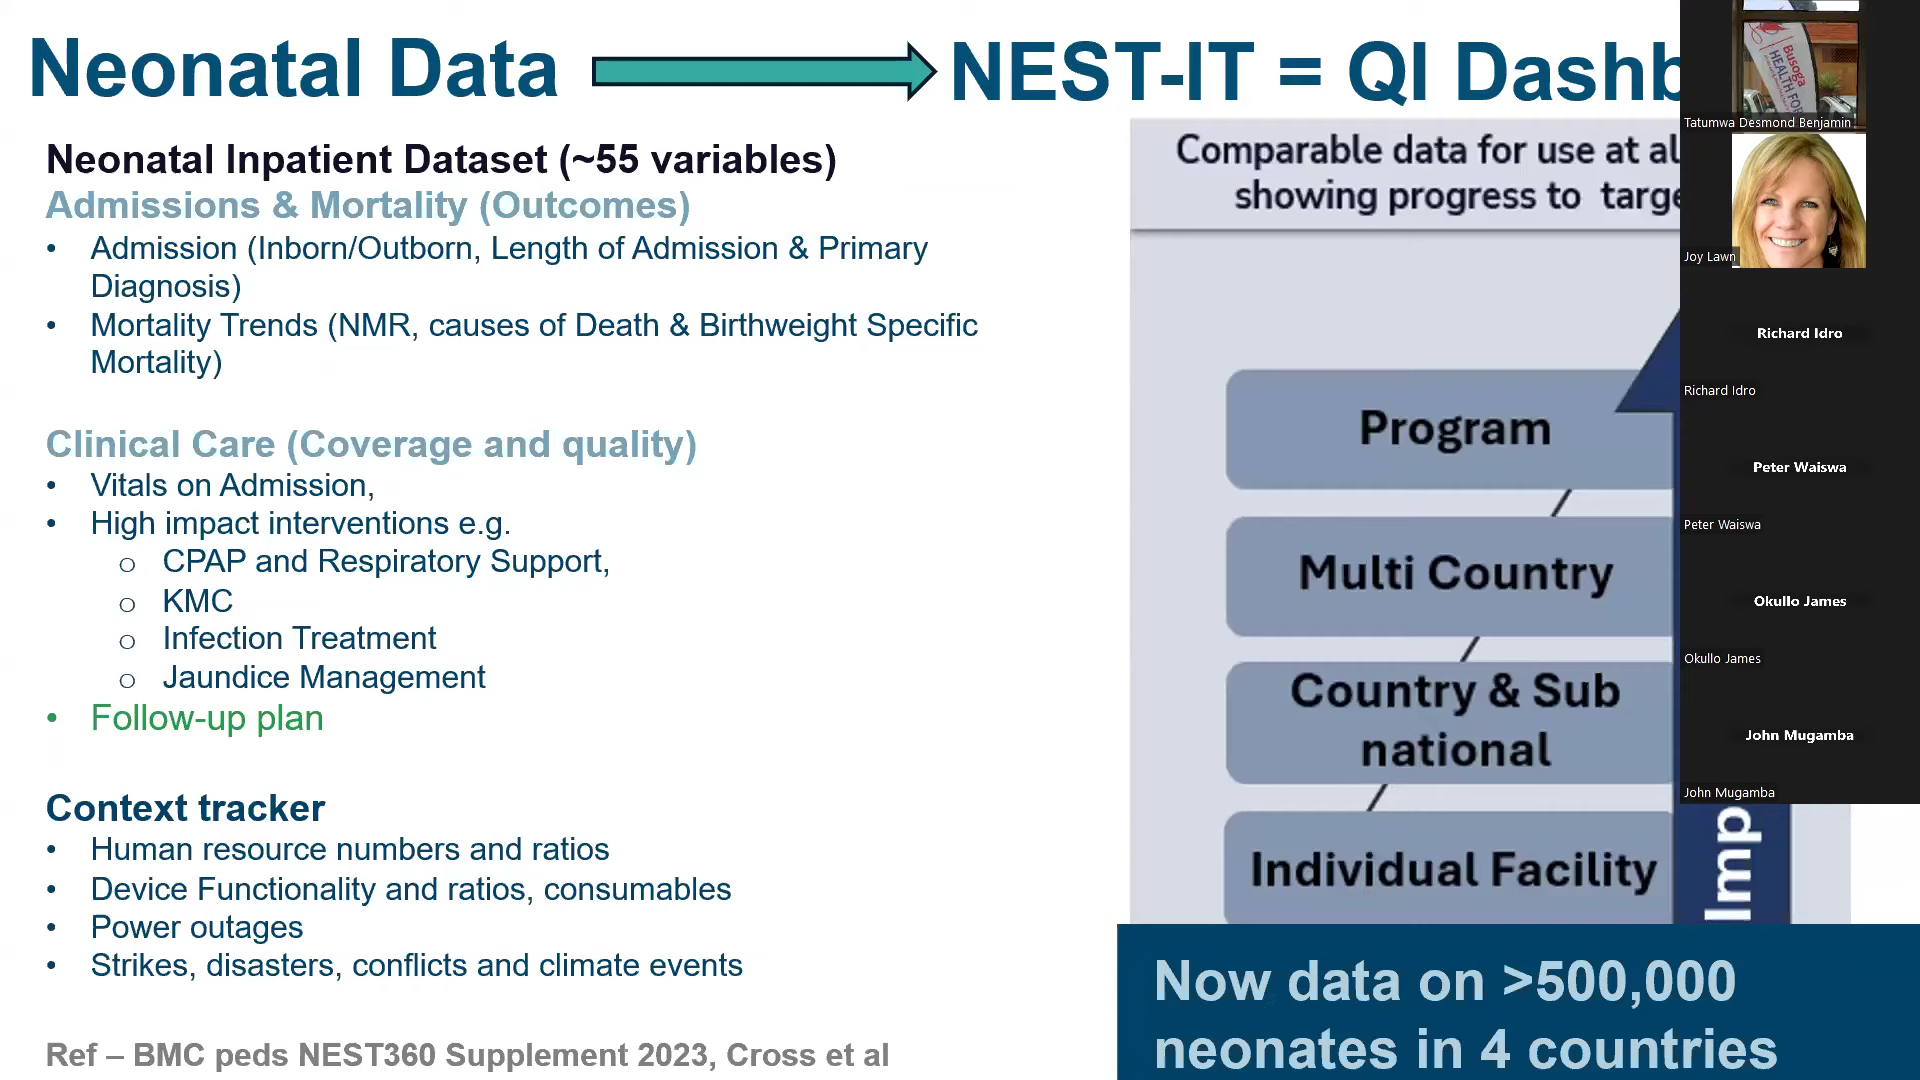 Neonatal Data
NEST-IT = QI Dashb
Neonatal Inpatient Dataset (~55 variables)
Admissions & Mortality (Outcomes)
• Admission (Inborn/Outborn, Length of Admission & Primary
Diagnosis)
• Mortality Trends (NMR, causes of Death & Birthweight Specific
Mortality)
Clinical Care (Coverage and quality)
• Vitals on Admission,
• High impact interventions e.g.
o CPAP and Respiratory Support,
o KMC
o Infection Treatment
o Jaundice Management
• Follow-up plan
Context tracker
• Human resource numbers and ratios
• Device Functionality and ratios, consumables
• Power outages
• Strikes, disasters, conflicts and climate events
Ref – BMC peds NEST360 Supplement 2023, Cross et al
Comparable data for use at al
showing progress to targe
Program
Multi Country
Country & Sub
national
Individual Facility
Imp
Now data on >500,000
neonates in 4 countries
Busoga
HEALTH FOR
Tatumwa Desmond Benjamin
Joy Lawn
Richard Idro
Richard Idro
Peter Waiswa
Peter Waiswa
Okullo James
Okullo James
John Mugamba
John Mugamba